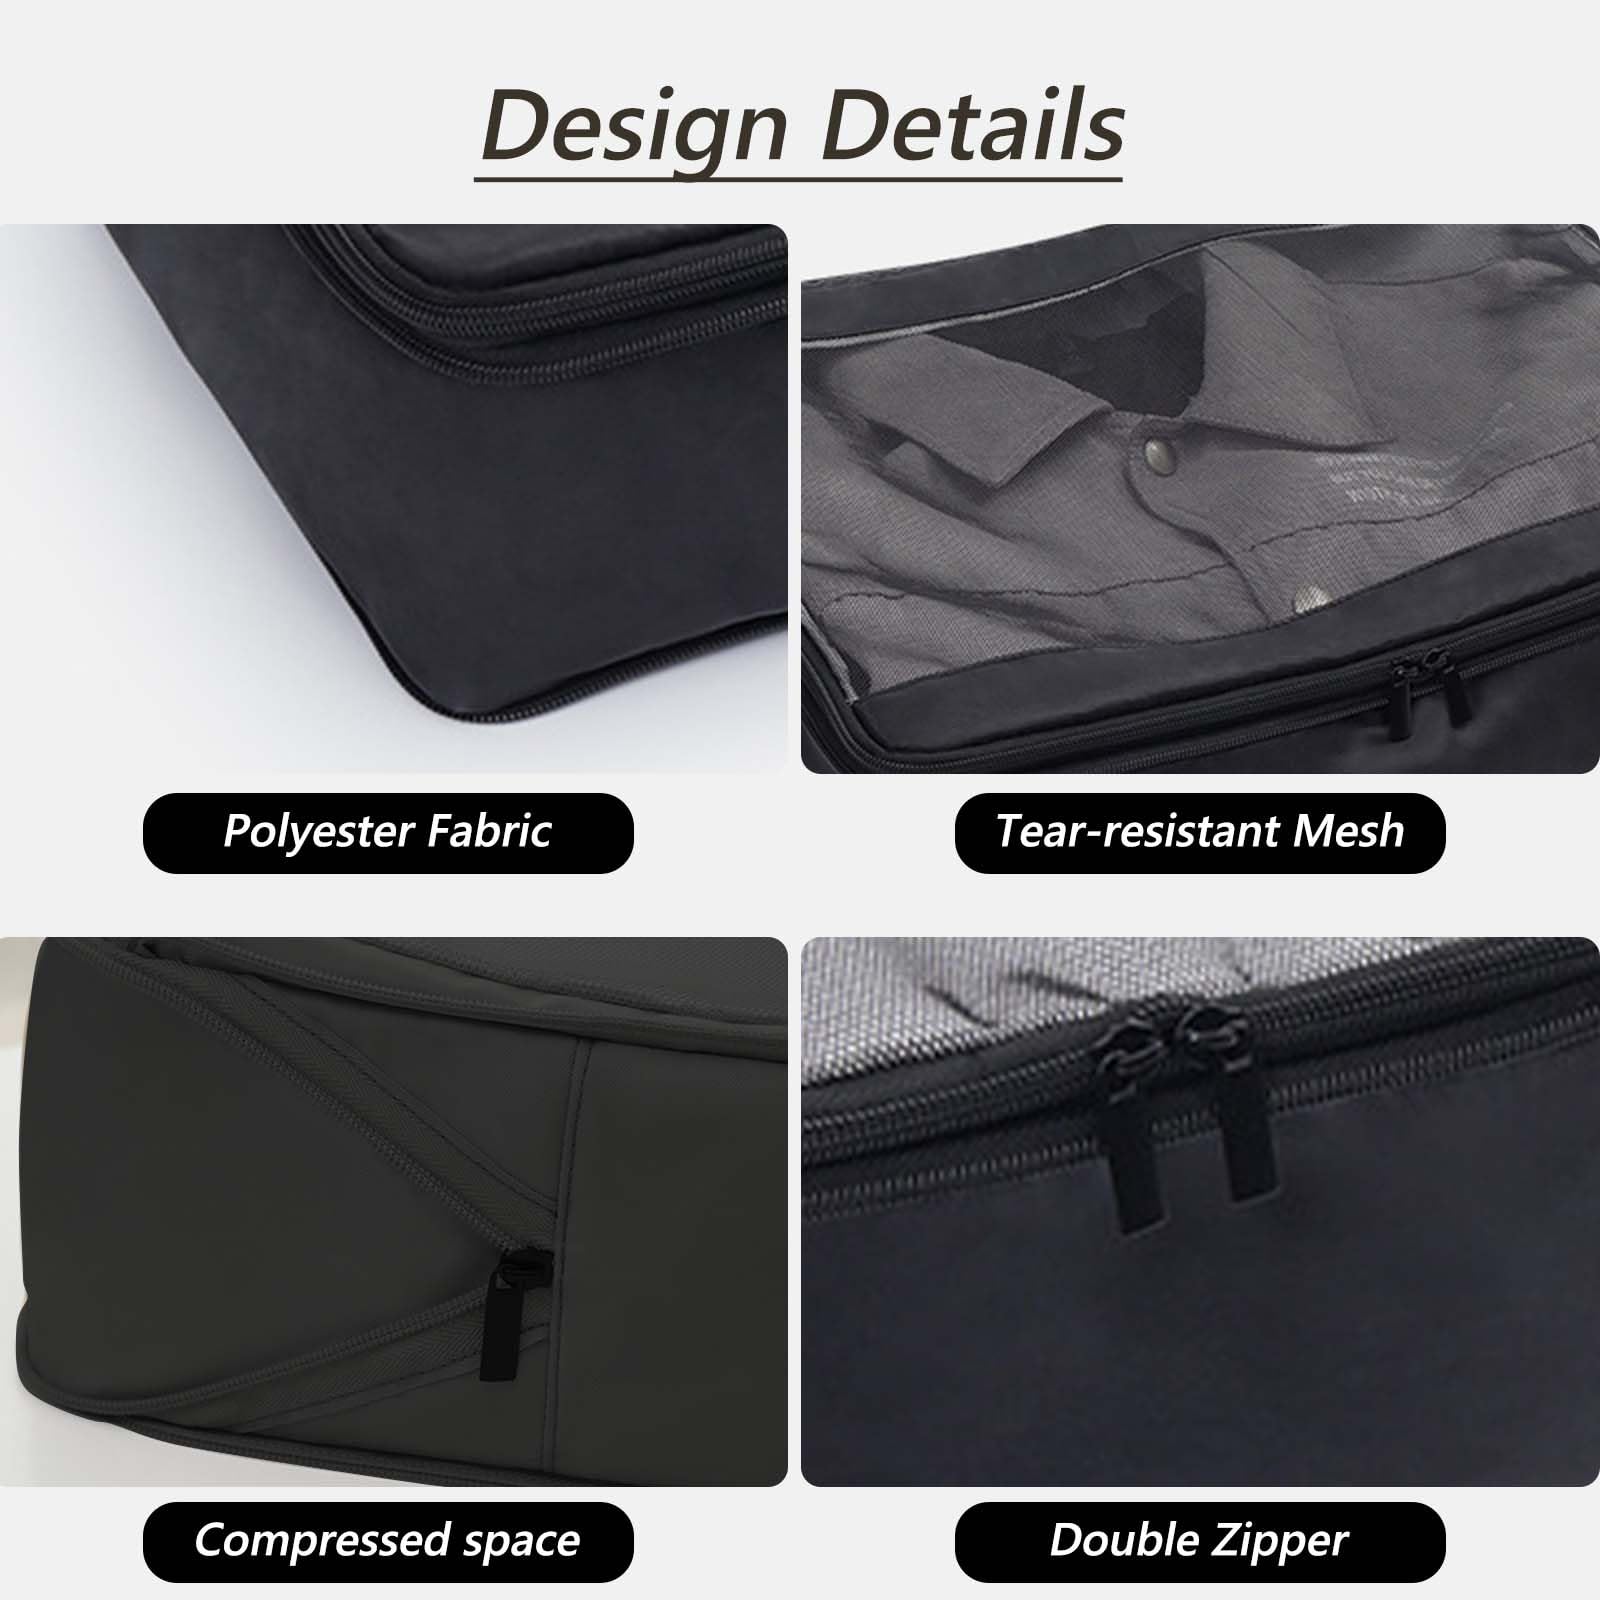 Design Details
Polyester Fabric
Tear-resistant Mesh
Compressed space
Double Zipper